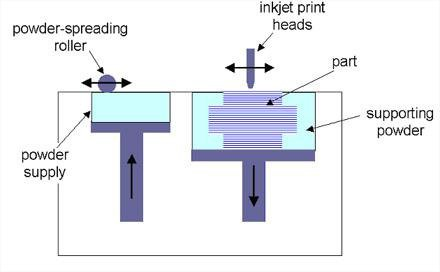 powder-spreading
roller
inkjet print
heads
part
supporting
powder
powder
supply